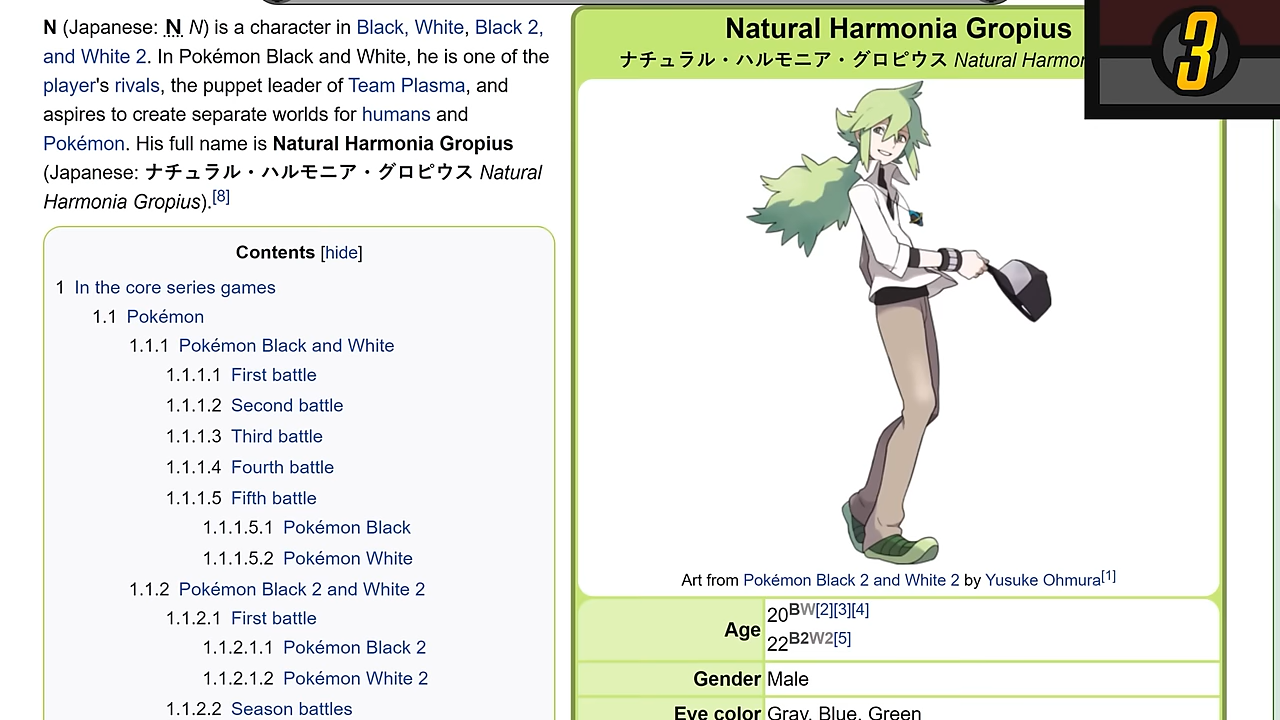 N (Japanese: N N) is a character in Black, White, Black 2,
and White 2. In Pokémon Black and White, he is one of the
player's rivals, the puppet leader of Team Plasma, and
aspires to create separate worlds for humans and
Pokémon. His full name is Natural Harmonia Gropius
(Japanese: ナチュラル・ハルモニア・グロピウス Natural
Harmonia Gropius).[8]
Contents [hide]
1 In the core series games
1.1 Pokémon
1.1.1 Pokémon Black and White
1.1.1.1 First battle
1.1.1.2 Second battle
1.1.1.3 Third battle
1.1.1.4 Fourth battle
1.1.1.5 Fifth battle
1.1.1.5.1 Pokémon Black
1.1.1.5.2 Pokémon White
1.1.2 Pokémon Black 2 and White 2
1.1.2.1 First battle
1.1.2.1.1 Pokémon Black 2
1.1.2.1.2 Pokémon White 2
1.1.2.2 Season battles
Natural Harmonia Gropius
ナチュラル・ハルモニア・グロピウス Natural
3
Art from Pokémon Black 2 and White 2 by Yusuke Ohmura[1]
Age
20BW[2][3][4]
22B2W2[5]
Gender Male
Eye color Gray, Blue, Green